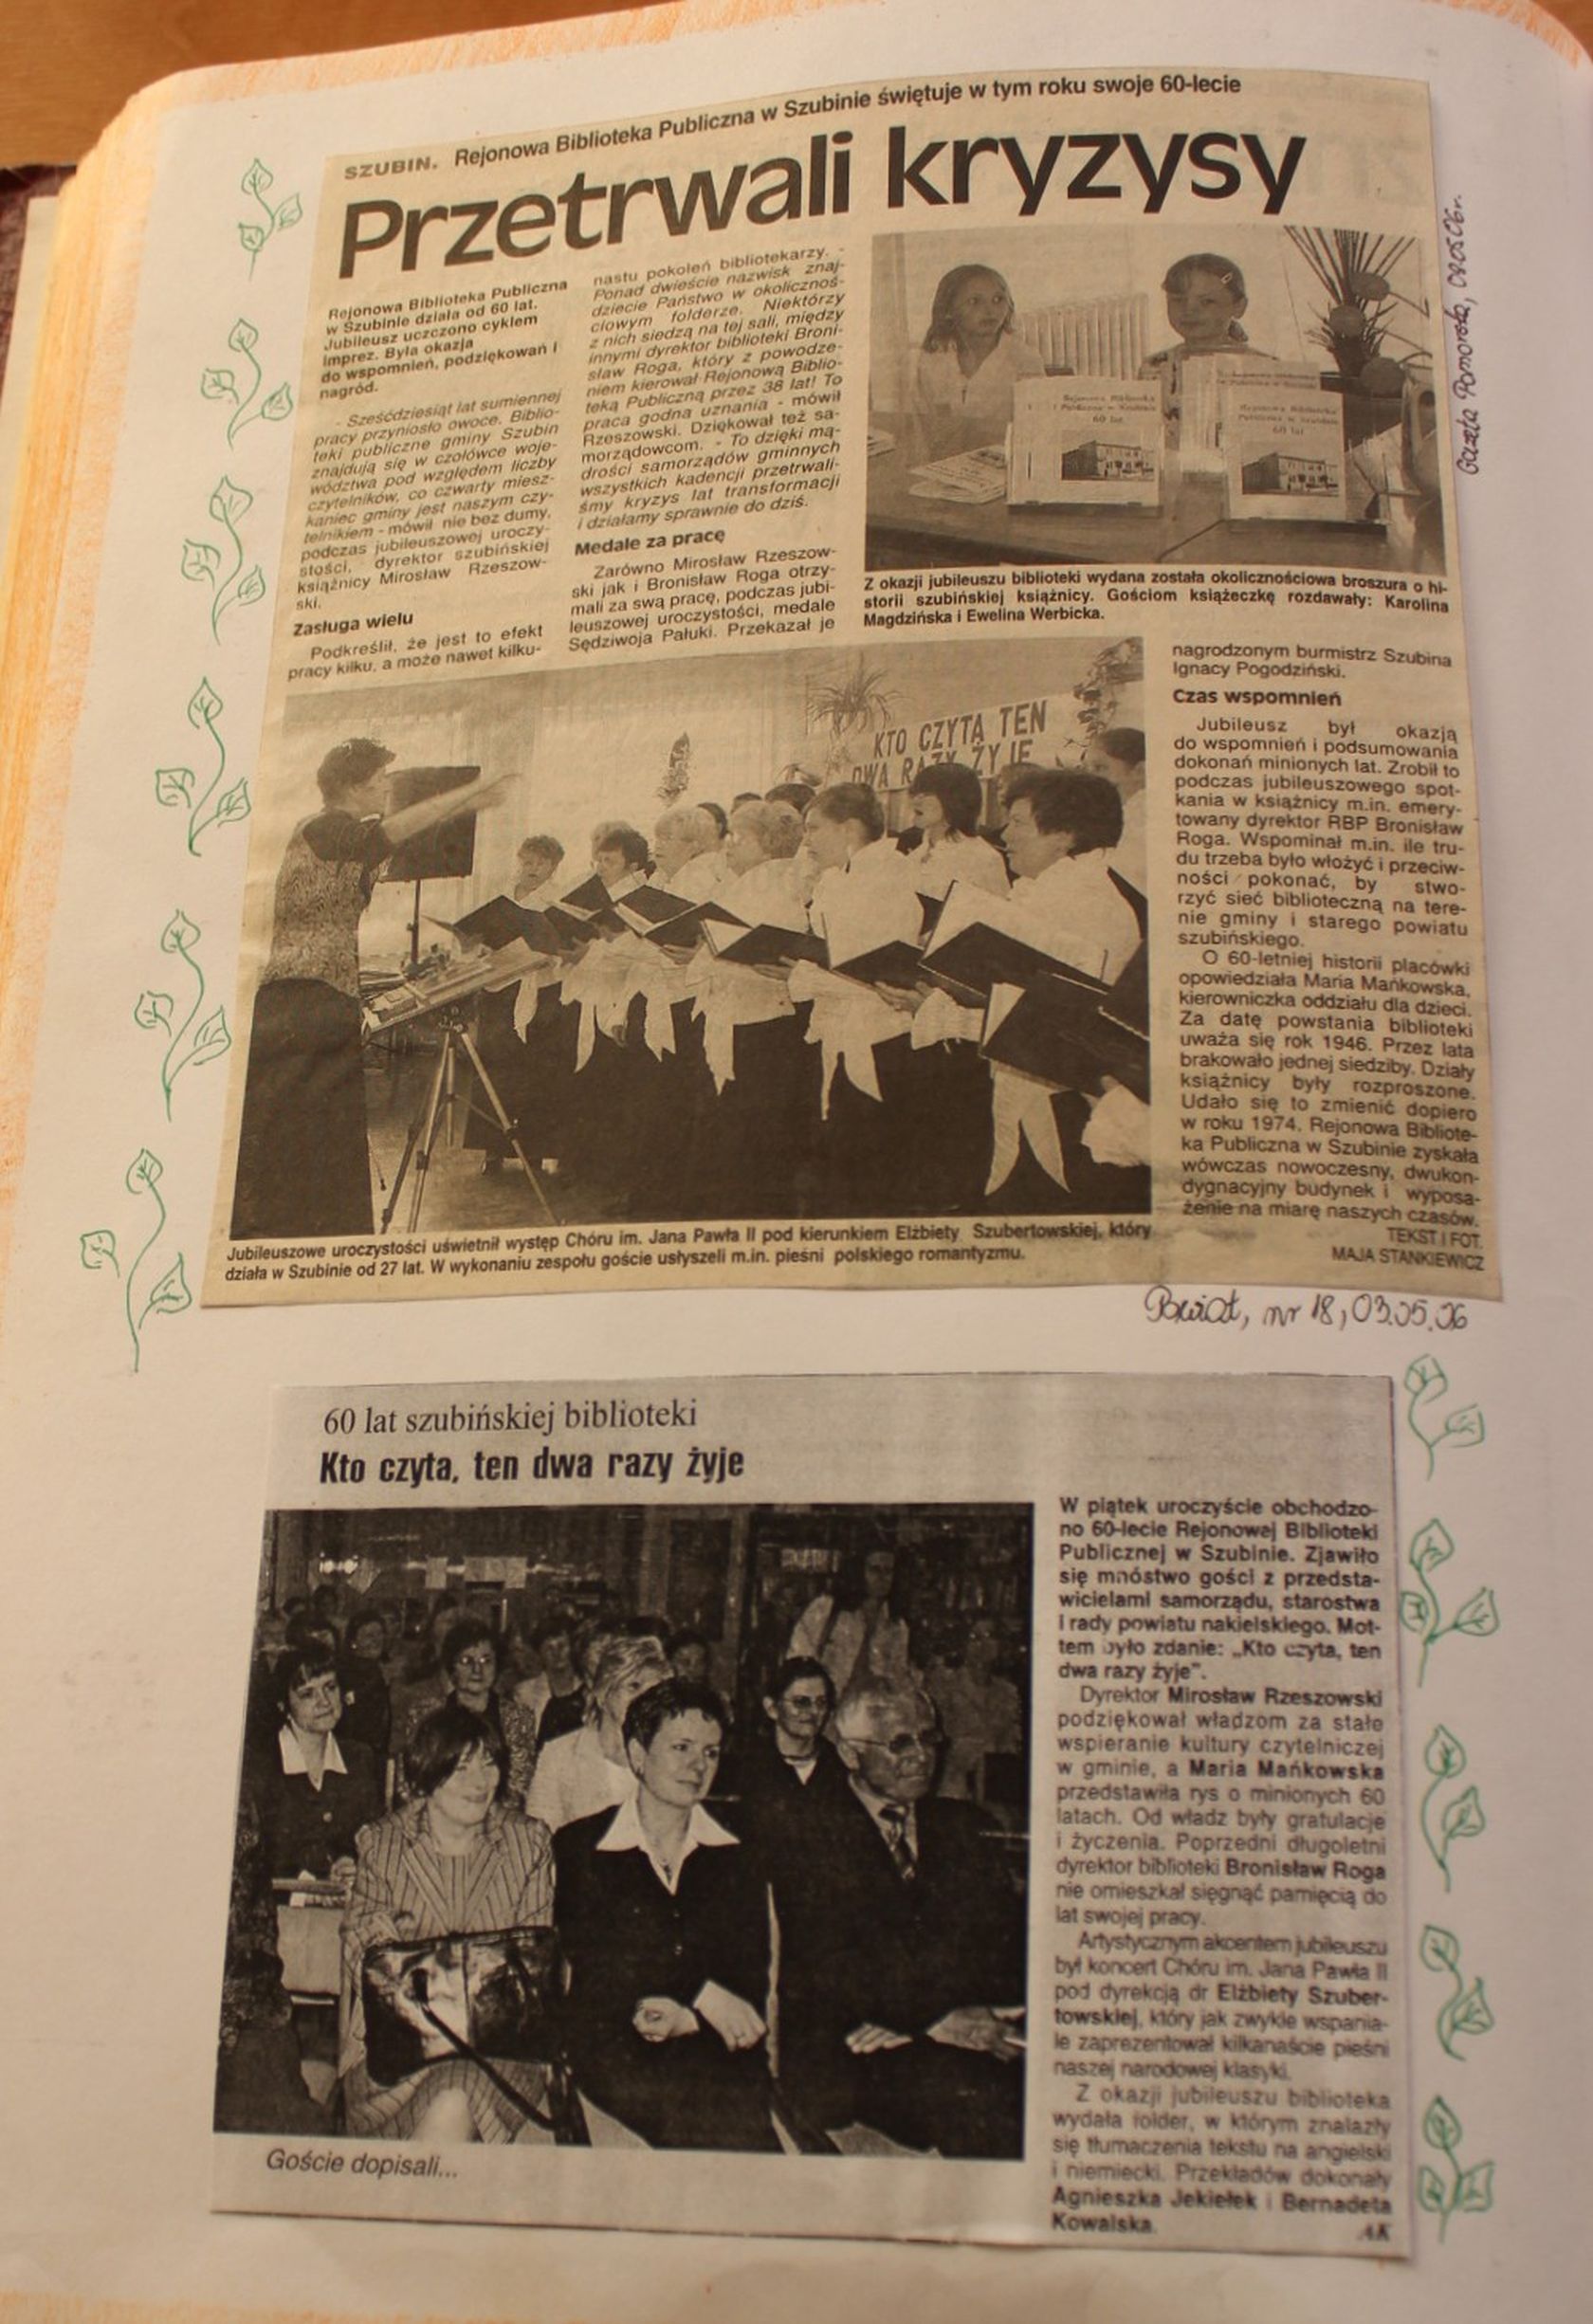 SZUBIN. Rejonowa Biblioteka Publiczna w Szubinie świętuje w tym roku swoje 60-lecie
Przetrwali kryzysy
Rejonowa Biblioteka Publiczna
w Szubinie działa od 60 lat.
Jubileusz uczczono cyklem
imprez. Była okazja
do wspomnień, podziękowań i
nagród.
- Sześćdziesiąt lat sumiennej
pracy przyniosło owoce. Biblio-
teki publiczne gminy Szubin
znajdują się w czołówce woje-
wództwa pod względem liczby
czytelników, co czwarty miesz-
kaniec gminy jest naszym czy-
telnikiem - mówił nie bez dumy,
podczas jubileuszowej uroczy-
stości, dyrektor szubińskiej
książnicy Mirosław Rzeszow-
ski.
Zasługa wielu
Podkreślił, że jest to efekt
pracy kilku, a może nawet kilku-
nastu pokoleń bibliotekarzy. -
Ponad dwieście nazwisk znaj-
dziecie Państwo w okolicznoś-
ciowym folderze. Niektórzy
z nich siedzą na tej sali, między
innymi dyrektor biblioteki Broni-
sław Roga, który z powodze-
niem kierował Rejonową Biblio-
teką Publiczną przez 38 lat! To
praca godna uznania - mówił
Rzeszowski. Dziękował też sa-
morządowcom. - To dzięki mą-
drości samorządów gminnych
wszystkich kadencji przetrwali-
śmy kryzys lat transformacji
i działamy sprawnie do dziś.
Medale za pracę
Zarówno Mirosław Rzeszow-
ski jak i Bronisław Roga otrzy-
mali za swą pracę, podczas jubi-
leuszowej uroczystości, medale
Sędziwoja Pałuki. Przekazał je
Rejonowa Biblioteka
Publiczna w Szubinie
60 lat
Rejonowa Biblioteka
Publiczna w Szubinie
60 lat
Gazeta Pomorska, 08.05.06r.
Z okazji jubileuszu biblioteki wydana została okolicznościowa broszura o hi-
storii szubińskiej książnicy. Gościom książeczkę rozdawały: Karolina
Magdzińska i Ewelina Werbicka.
KTO CZYTA TEN
DWA RAZY ŻYJE
nagrodzonym burmistrz Szubina
Ignacy Pogodziński.
Czas wspomnień
Jubileusz był okazją
do wspomnień i podsumowania
dokonań minionych lat. Zrobił to
podczas jubileuszowego spot-
kania w książnicy m.in. emery-
towany dyrektor RBP Bronisław
Roga. Wspominał m.in. ile tru-
du trzeba było włożyć i przeciw-
ności pokonać, by stwo-
rzyć sieć biblioteczną na tere-
nie gminy i starego powiatu
szubińskiego.
O 60-letniej historii placówki
opowiedziała Maria Mańkowska,
kierowniczka oddziału dla dzieci.
Za datę powstania biblioteki
uważa się rok 1946. Przez lata
brakowało jednej siedziby. Działy
książnicy były rozproszone.
Udało się to zmienić dopiero
w roku 1974. Rejonowa Bibliote-
ka Publiczna w Szubinie zyskała
wówczas nowoczesny, dwukon-
dygnacyjny budynek i wyposa-
żenie na miarę naszych czasów.
TEKST I FOT.
MAJA STANKIEWICZ
Jubileuszowe uroczystości uświetnił występ Chóru im. Jana Pawła II pod kierunkiem Elżbiety Szubertowskiej, który
działa w Szubinie od 27 lat. W wykonaniu zespołu goście usłyszeli m.in. pieśni polskiego romantyzmu.
Powiat, nr 18, 03.05.06
60 lat szubińskiej biblioteki
Kto czyta, ten dwa razy żyje
W piątek uroczyście obchodzo-
no 60-lecie Rejonowej Biblioteki
Publicznej w Szubinie. Zjawiło
się mnóstwo gości z przedsta-
wicielami samorządu, starostwa
i rady powiatu nakielskiego. Mot-
tem było zdanie: „Kto czyta, ten
dwa razy żyje”.
Dyrektor Mirosław Rzeszowski
podziękował władzom za stałe
wspieranie kultury czytelniczej
w gminie, a Maria Mańkowska
przedstawiła rys o minionych 60
latach. Od władz były gratulacje
i życzenia. Poprzedni długoletni
dyrektor biblioteki Bronisław Roga
nie omieszkał sięgnąć pamięcią do
lat swojej pracy.
Artystycznym akcentem jubileuszu
był koncert Chóru im. Jana Pawła II
pod dyrekcją dr Elżbiety Szuber-
towskiej, który jak zwykle wspania-
le zaprezentował kilkanaście pieśni
naszej narodowej klasyki.
Z okazji jubileuszu biblioteka
wydała folder, w którym znalazły
się tłumaczenia tekstu na angielski
i niemiecki. Przekładów dokonały
Agnieszka Jekiełek i Bernadeta
Kowalska.
AK
Goście dopisali...